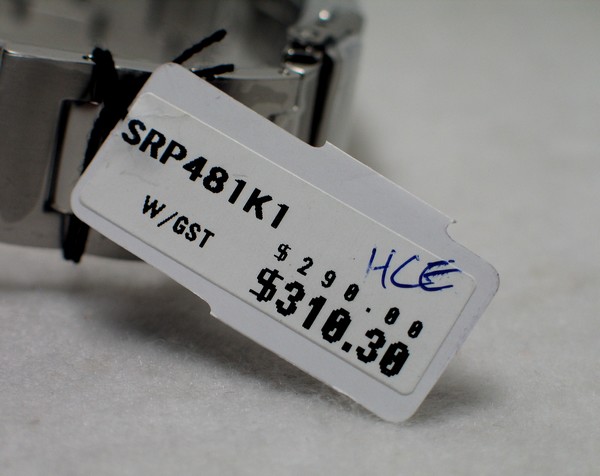 SRP481K1
W/GST
$290.00
HCE
$310.30